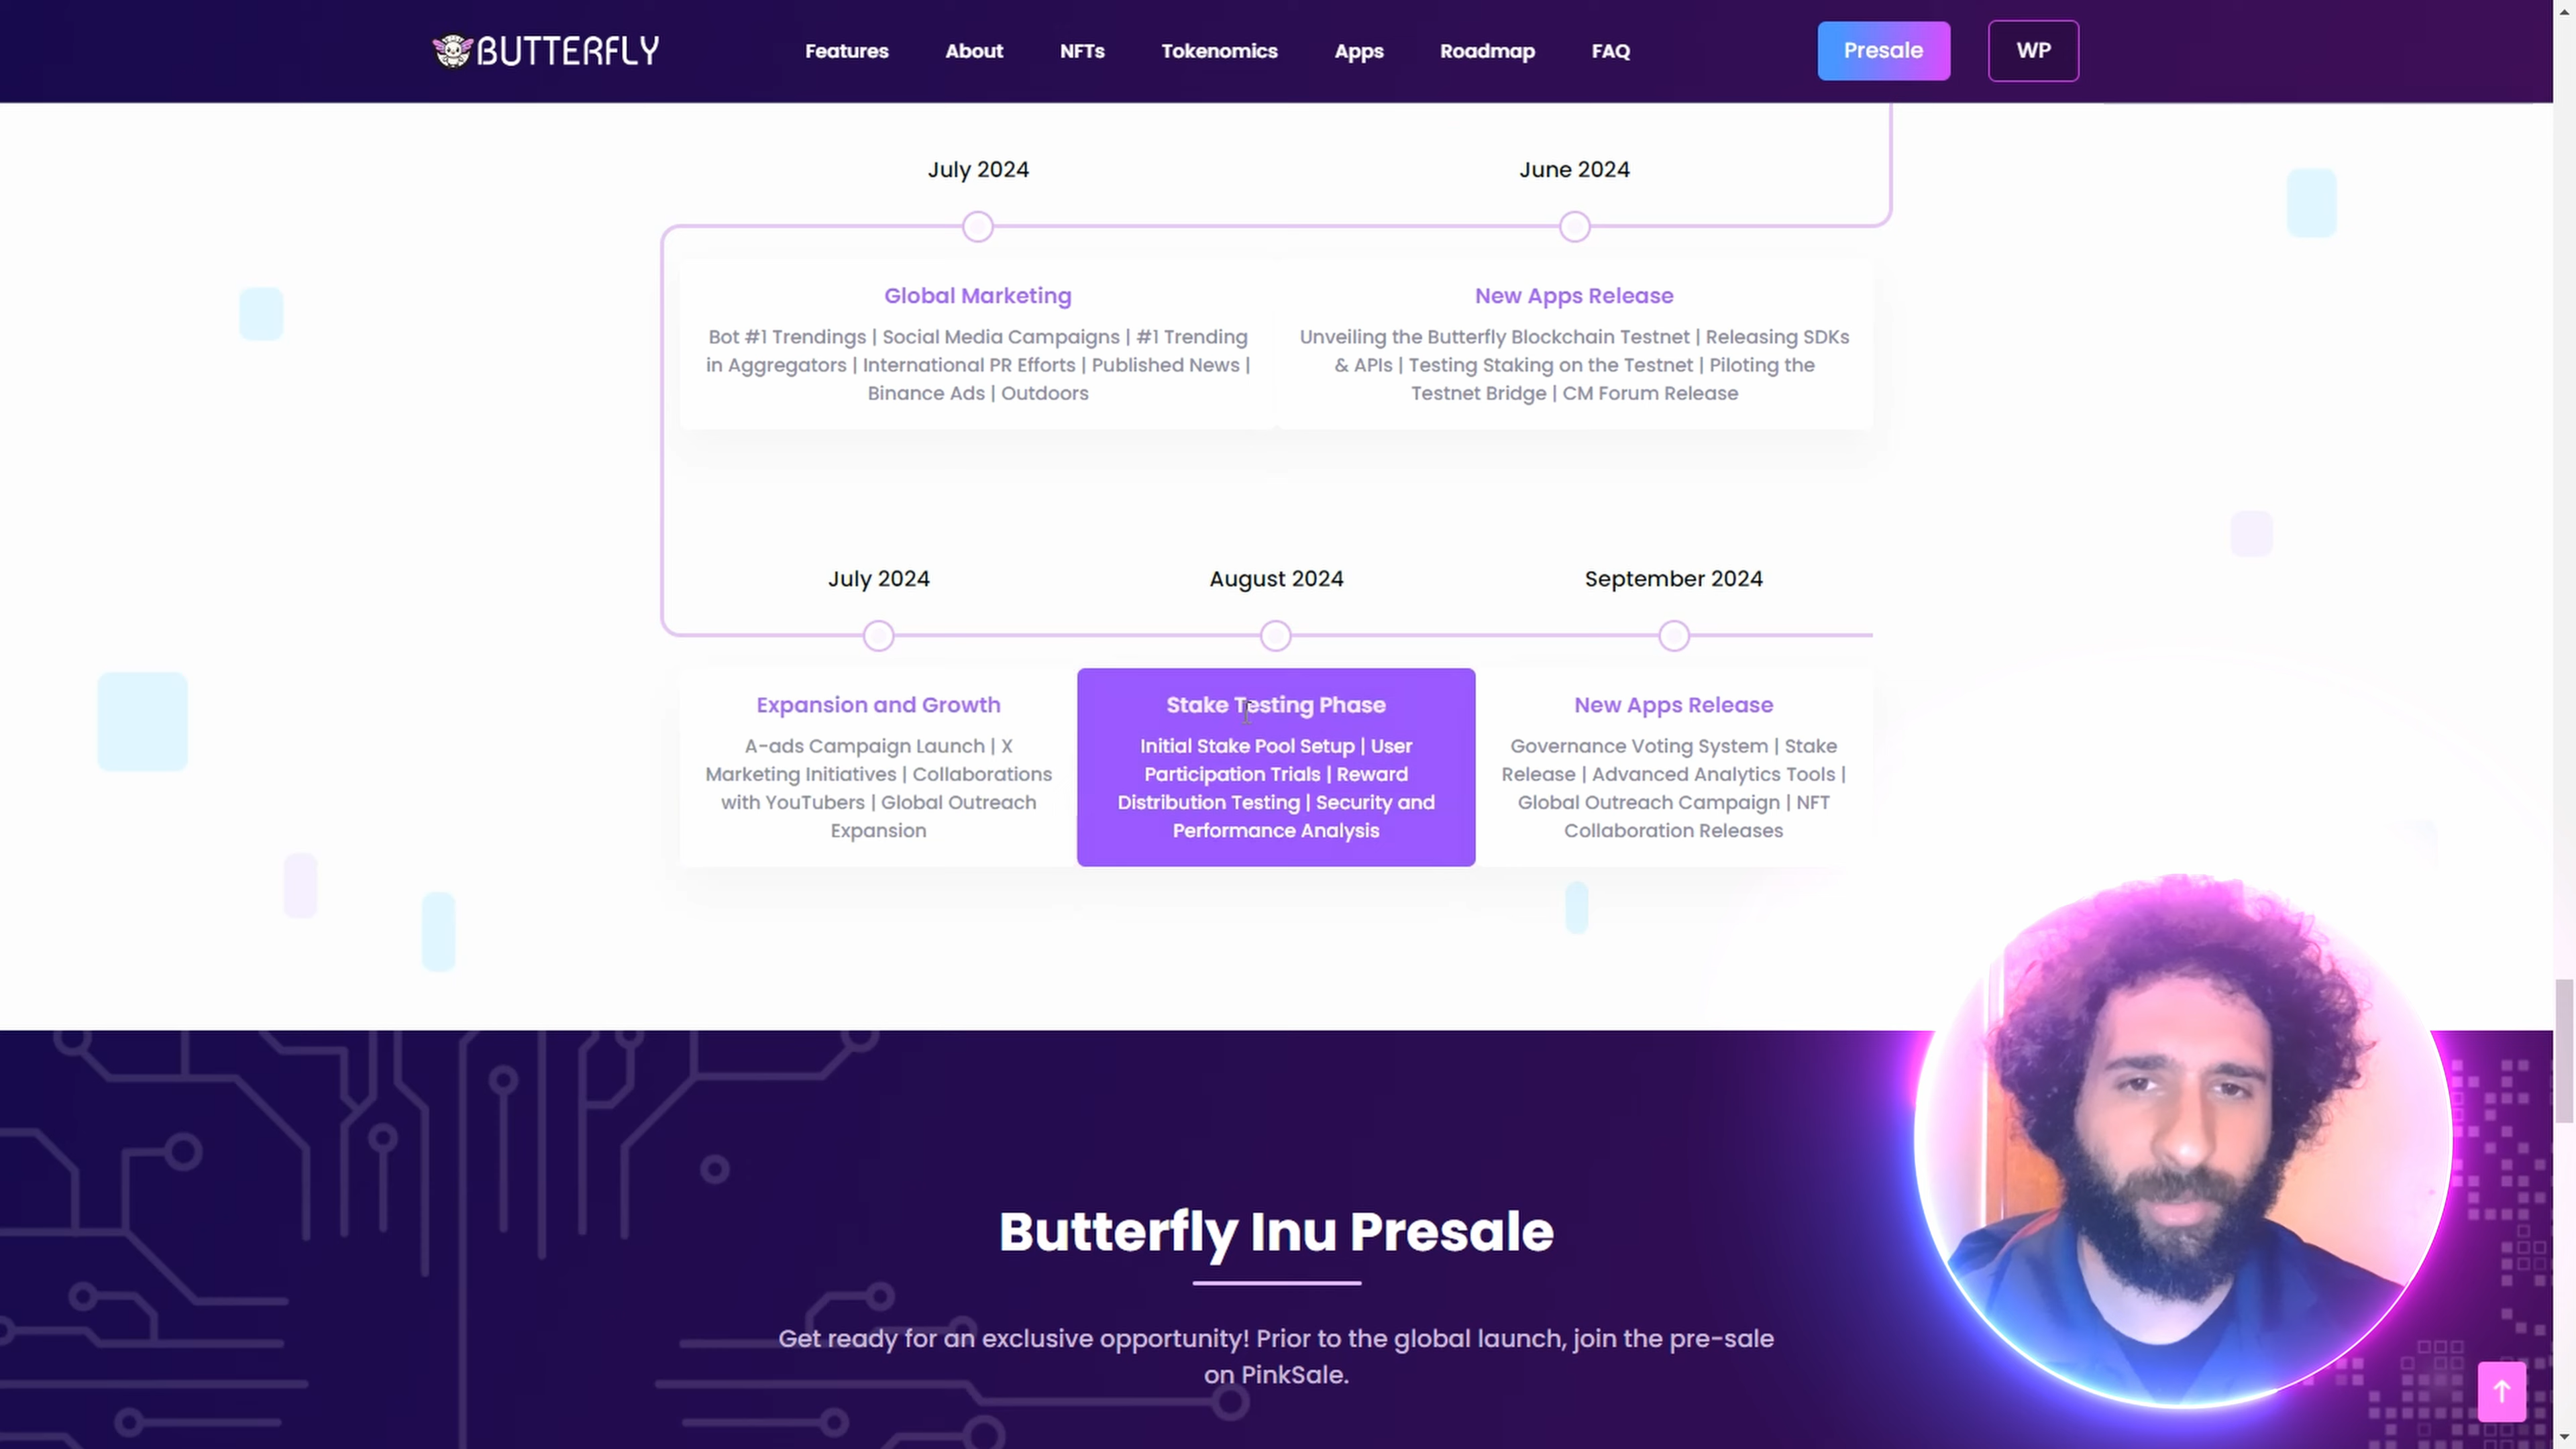 BUTTERFLY
Features
About
NFTs
Tokenomics
Apps
Roadmap
FAQ
Presale
WP
July 2024
June 2024
Global Marketing
Bot #1 Trendings | Social Media Campaigns | #1 Trending
in Aggregators | International PR Efforts | Published News |
Binance Ads | Outdoors
New Apps Release
Unveiling the Butterfly Blockchain Testnet | Releasing SDKs
& APIs | Testing Staking on the Testnet | Piloting the
Testnet Bridge | CM Forum Release
July 2024
August 2024
September 2024
Expansion and Growth
A-ads Campaign Launch | X
Marketing Initiatives | Collaborations
with YouTubers | Global Outreach
Expansion
Stake Testing Phase
Initial Stake Pool Setup | User
Participation Trials | Reward
Distribution Testing | Security and
Performance Analysis
New Apps Release
Governance Voting System | Stake
Release | Advanced Analytics Tools |
Global Outreach Campaign | NFT
Collaboration Releases
Butterfly Inu Presale
Get ready for an exclusive opportunity! Prior to the global launch, join the pre-sale
on PinkSale.